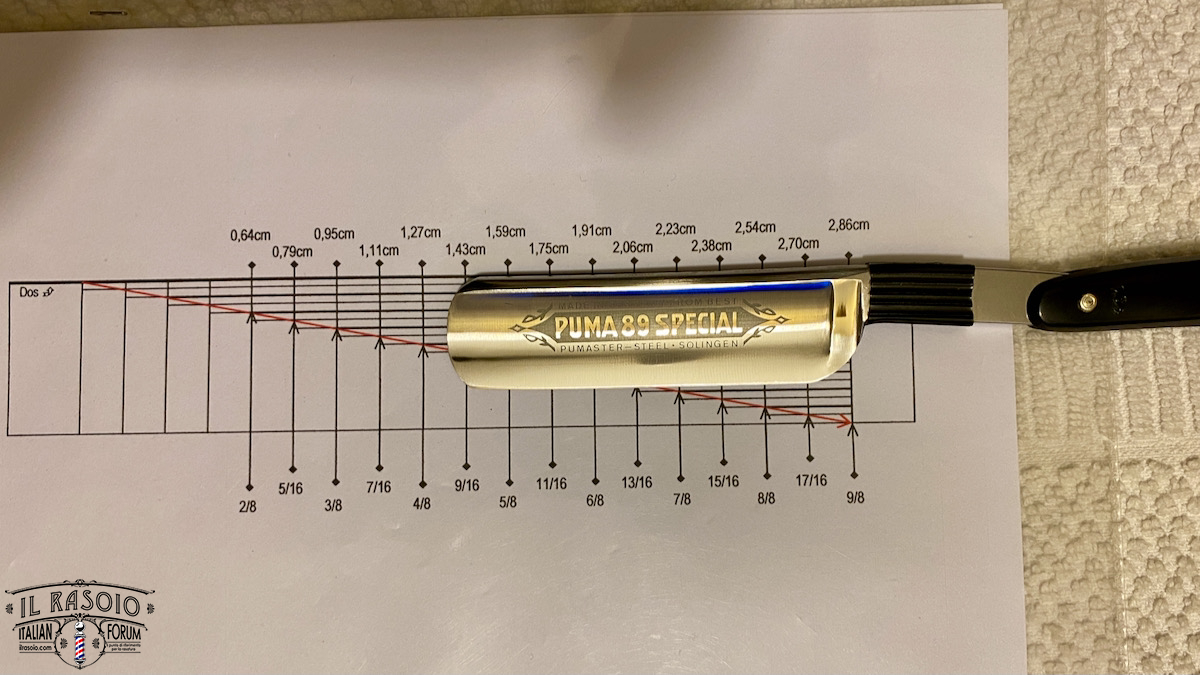 0,64cm 0,95cm 1,27cm 1,59cm 1,91cm 2,23cm 2,54cm 2,86cm
0,79cm 1,11cm 1,43cm 1,75cm 2,06cm 2,38cm 2,70cm
Dos
PUMA 89 SPECIAL
PUMASTER-STEEL·SOLINGEN
5/16 7/16 9/16 11/16 13/16 15/16 17/16
2/8 3/8 4/8 5/8 6/8 7/8 8/8 9/8
IL RASOIO
ITALIAN FORUM
ilrasoio.com